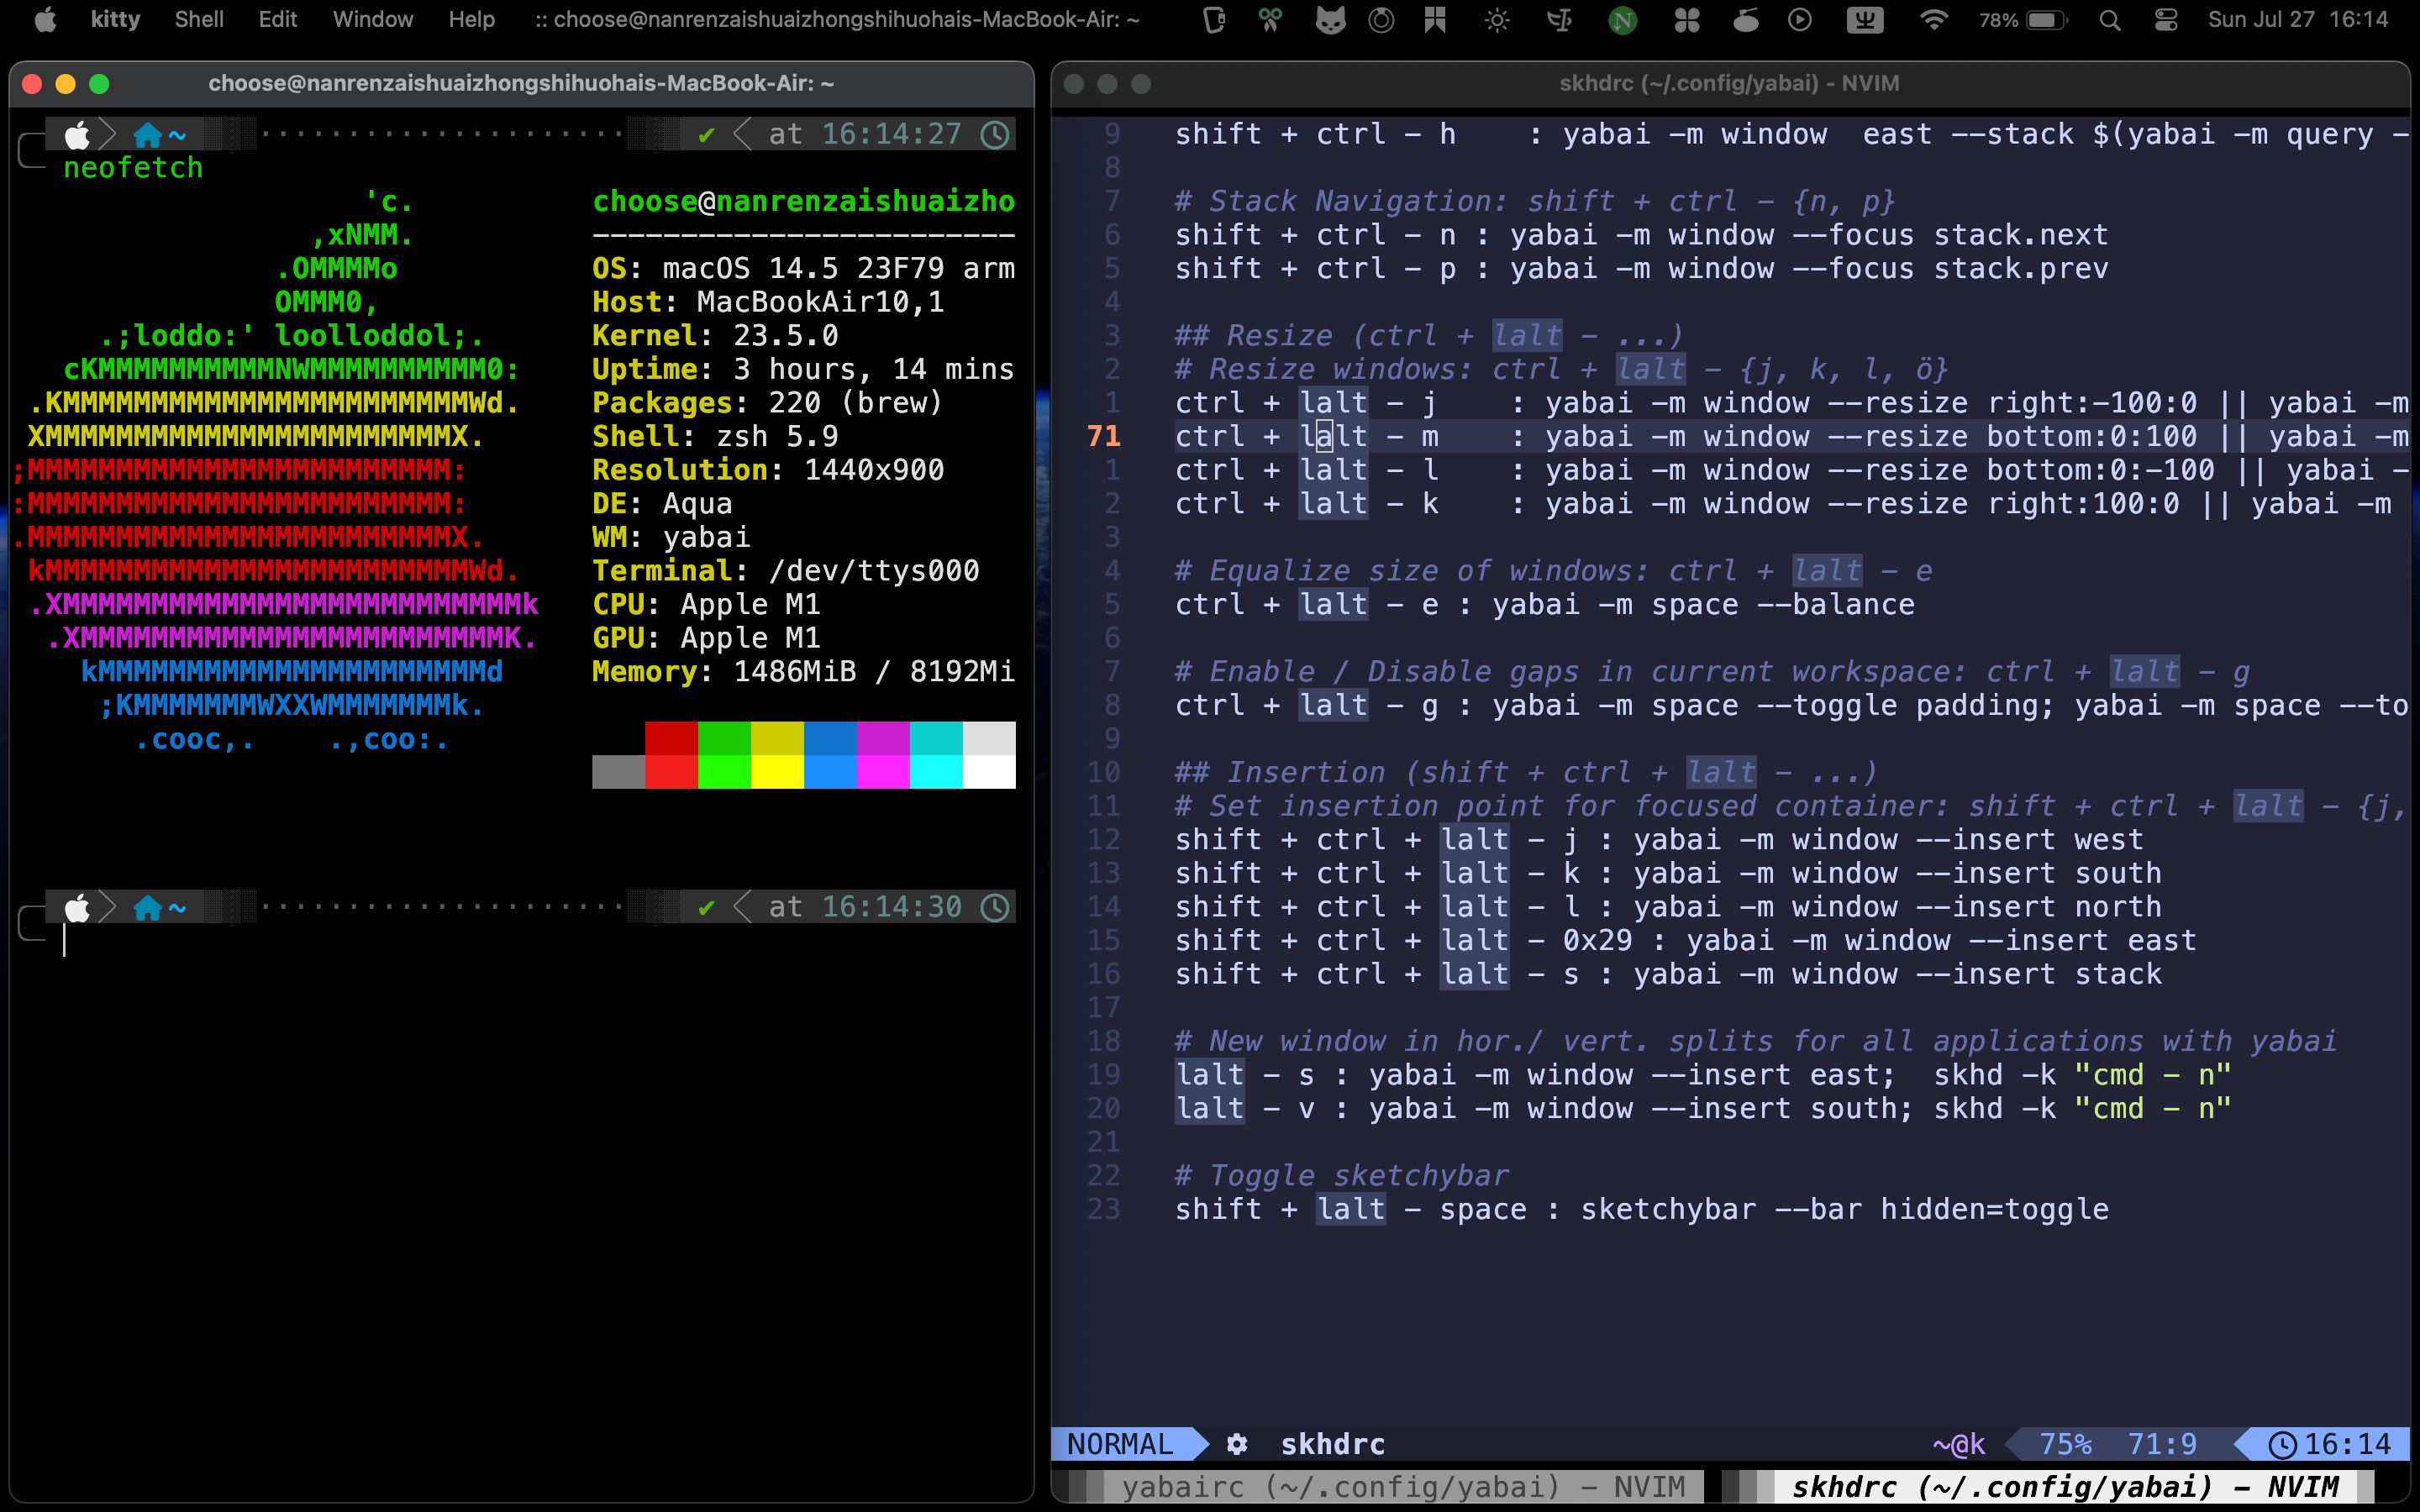 kitty Shell Edit Window Help :: choose@nanrenzaishuaizhongshihuohais-MacBook-Air: ~ 78% Sun Jul 27 16:14
choose@nanrenzaishuaizhongshihuohais-MacBook-Air: ~
~ ✔ at 16:14:27
neofetch
'c.
,xNMM.
.OMMMMo
OMMM0,
.;loddo:' loolloddol;.
cKMMMMMMMMMMNWMMMMMMMMMM0:
.KMMMMMMMMMMMMMMMMMMMMMMMWd.
XMMMMMMMMMMMMMMMMMMMMMMMX.
;MMMMMMMMMMMMMMMMMMMMMMMM:
:MMMMMMMMMMMMMMMMMMMMMMMM:
.MMMMMMMMMMMMMMMMMMMMMMMMX.
kMMMMMMMMMMMMMMMMMMMMMMMMWd.
.XMMMMMMMMMMMMMMMMMMMMMMMMMMk
.XMMMMMMMMMMMMMMMMMMMMMMMMK.
kMMMMMMMMMMMMMMMMMMMMMMd
;KMMMMMMMWXXWMMMMMMMk.
.cooc,. .,coo:.
choose@nanrenzaishuaizho
------------------------
OS: macOS 14.5 23F79 arm
Host: MacBookAir10,1
Kernel: 23.5.0
Uptime: 3 hours, 14 mins
Packages: 220 (brew)
Shell: zsh 5.9
Resolution: 1440x900
DE: Aqua
WM: yabai
Terminal: /dev/ttys000
CPU: Apple M1
GPU: Apple M1
Memory: 1486MiB / 8192Mi
~ ✔ at 16:14:30
skhdrc (~/.config/yabai) - NVIM
9 shift + ctrl - h : yabai -m window east --stack $(yabai -m query -
8
7 # Stack Navigation: shift + ctrl - {n, p}
6 shift + ctrl - n : yabai -m window --focus stack.next
5 shift + ctrl - p : yabai -m window --focus stack.prev
4
3 ## Resize (ctrl + lalt - ...)
2 # Resize windows: ctrl + lalt - {j, k, l, ö}
1 ctrl + lalt - j : yabai -m window --resize right:-100:0 || yabai -m
71 ctrl + lalt - m : yabai -m window --resize bottom:0:100 || yabai -m
1 ctrl + lalt - l : yabai -m window --resize bottom:0:-100 || yabai -
2 ctrl + lalt - k : yabai -m window --resize right:100:0 || yabai -m
3
4 # Equalize size of windows: ctrl + lalt - e
5 ctrl + lalt - e : yabai -m space --balance
6
7 # Enable / Disable gaps in current workspace: ctrl + lalt - g
8 ctrl + lalt - g : yabai -m space --toggle padding; yabai -m space --to
9
10 ## Insertion (shift + ctrl + lalt - ...)
11 # Set insertion point for focused container: shift + ctrl + lalt - {j,
12 shift + ctrl + lalt - j : yabai -m window --insert west
13 shift + ctrl + lalt - k : yabai -m window --insert south
14 shift + ctrl + lalt - l : yabai -m window --insert north
15 shift + ctrl + lalt - 0x29 : yabai -m window --insert east
16 shift + ctrl + lalt - s : yabai -m window --insert stack
17
18 # New window in hor./ vert. splits for all applications with yabai
19 lalt - s : yabai -m window --insert east; skhd -k "cmd - n"
20 lalt - v : yabai -m window --insert south; skhd -k "cmd - n"
21
22 # Toggle sketchybar
23 shift + lalt - space : sketchybar --bar hidden=toggle
NORMAL skhdrc ~@k 75% 71:9 16:14
yabairc (~/.config/yabai) - NVIM skhdrc (~/.config/yabai) - NVIM